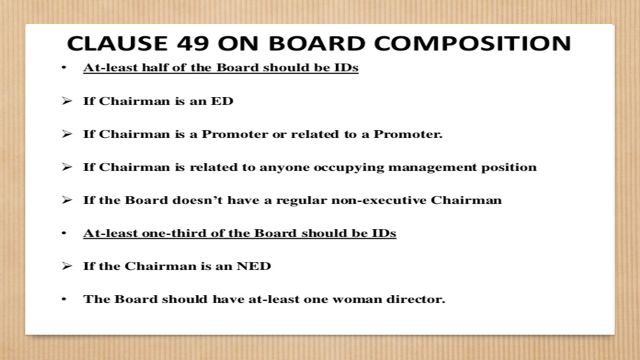 CLAUSE 49 ON BOARD COMPOSITION
• At-least half of the Board should be IDs
➢ If Chairman is an ED
➢ If Chairman is a Promoter or related to a Promoter.
➢ If Chairman is related to anyone occupying management position
➢ If the Board doesn’t have a regular non-executive Chairman
• At-least one-third of the Board should be IDs
➢ If the Chairman is an NED
• The Board should have at-least one woman director.